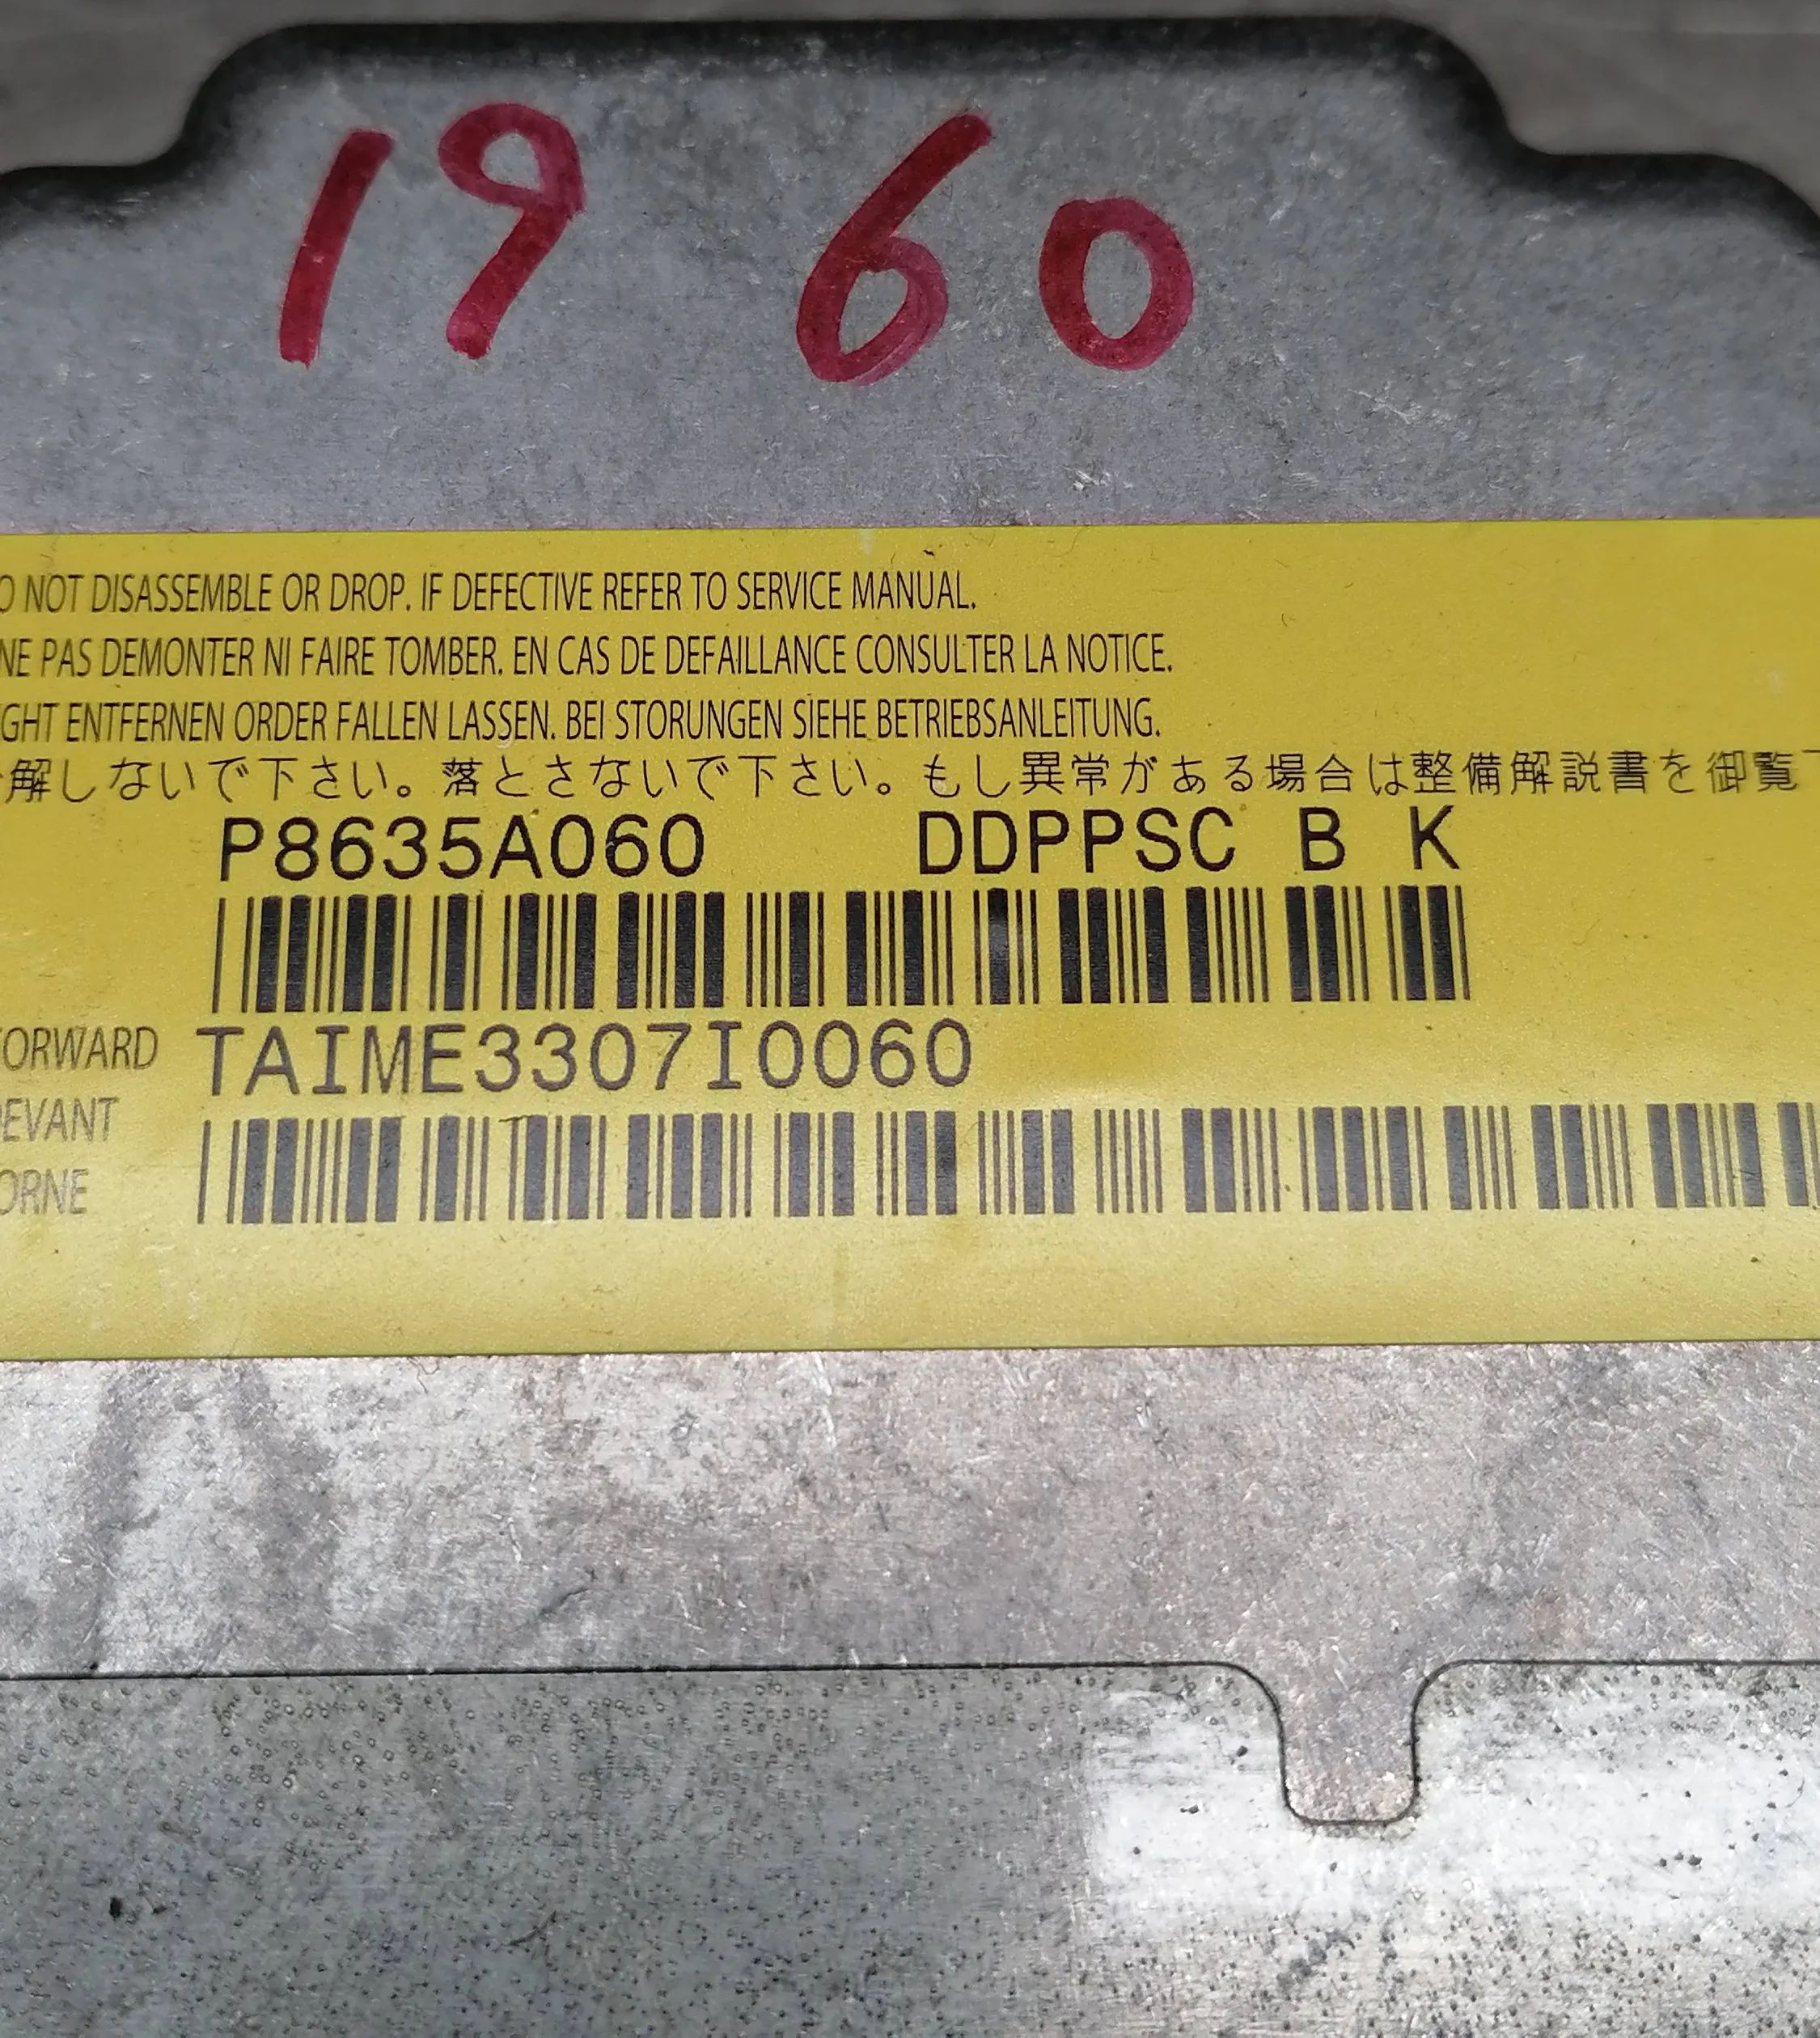 19 60
NOT DISASSEMBLE OR DROP. IF DEFECTIVE REFER TO SERVICE MANUAL.
NE PAS DEMONTER NI FAIRE TOMBER. EN CAS DE DEFAILLANCE CONSULTER LA NOTICE.
ENTFERNEN ORDER FALLEN LASSEN. BEI STORUNGEN SIEHE BETRIEBSANLEITUNG.
解しないで下さい。落とさないで下さい。もし異常がある場合は整備解説書を御覧下
P8635A060 DDPPSC B K
FORWARD TAIME3307I0060
DEVANT
ORNE